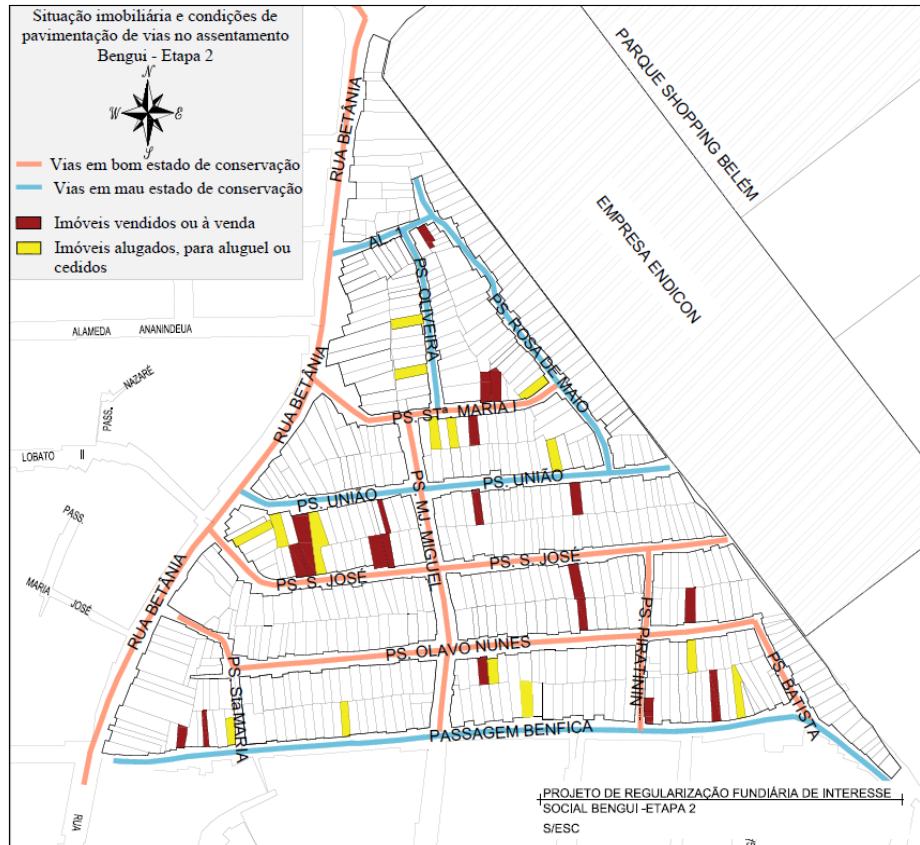 Situação imobiliária e condições de
pavimentação de vias no assentamento
Bengui - Etapa 2
N
W
E
S
Vias em bom estado de conservação
Vias em mau estado de conservação
Imóveis vendidos ou à venda
Imóveis alugados, para aluguel ou
cedidos
RUA BETÂNIA
PARQUE SHOPPING BELÉM
EMPRESA ENDICON
Al. 1
PS. OLIVEIRA
PS. ROSA DE MAIO
ALAMEDA ANANINDEUA
RUA BETÂNIA
PASS. NAZARÉ
PS. STª MARIA I
LOBATO II
PS. UNIÃO
PS. UNIÃO
PS. MJ. MIGUEL
PASS.
MARIA JOSÉ
PS. S. JOSÉ
PS. S. JOSÉ
RUA BETÂNIA
PS. PIRATININ
PS. OLAVO NUNES
PS. Sta MARIA
PS. BATISTA
PASSAGEM BENFICA
RUA
PROJETO DE REGULARIZAÇÃO FUNDIÁRIA DE INTERESSE
SOCIAL BENGUI -ETAPA 2
S/ESC